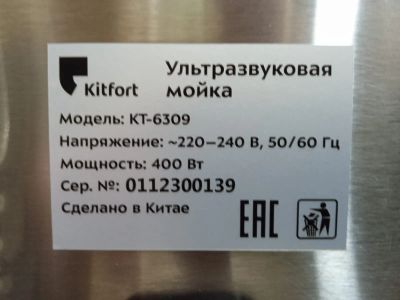 Kitfort
Ультразвуковая
мойка
Модель: КТ-6309
Напряжение: ~220–240 В, 50/60 Гц
Мощность: 400 Вт
Сер. №: 0112300139
Сделано в Китае
EAC